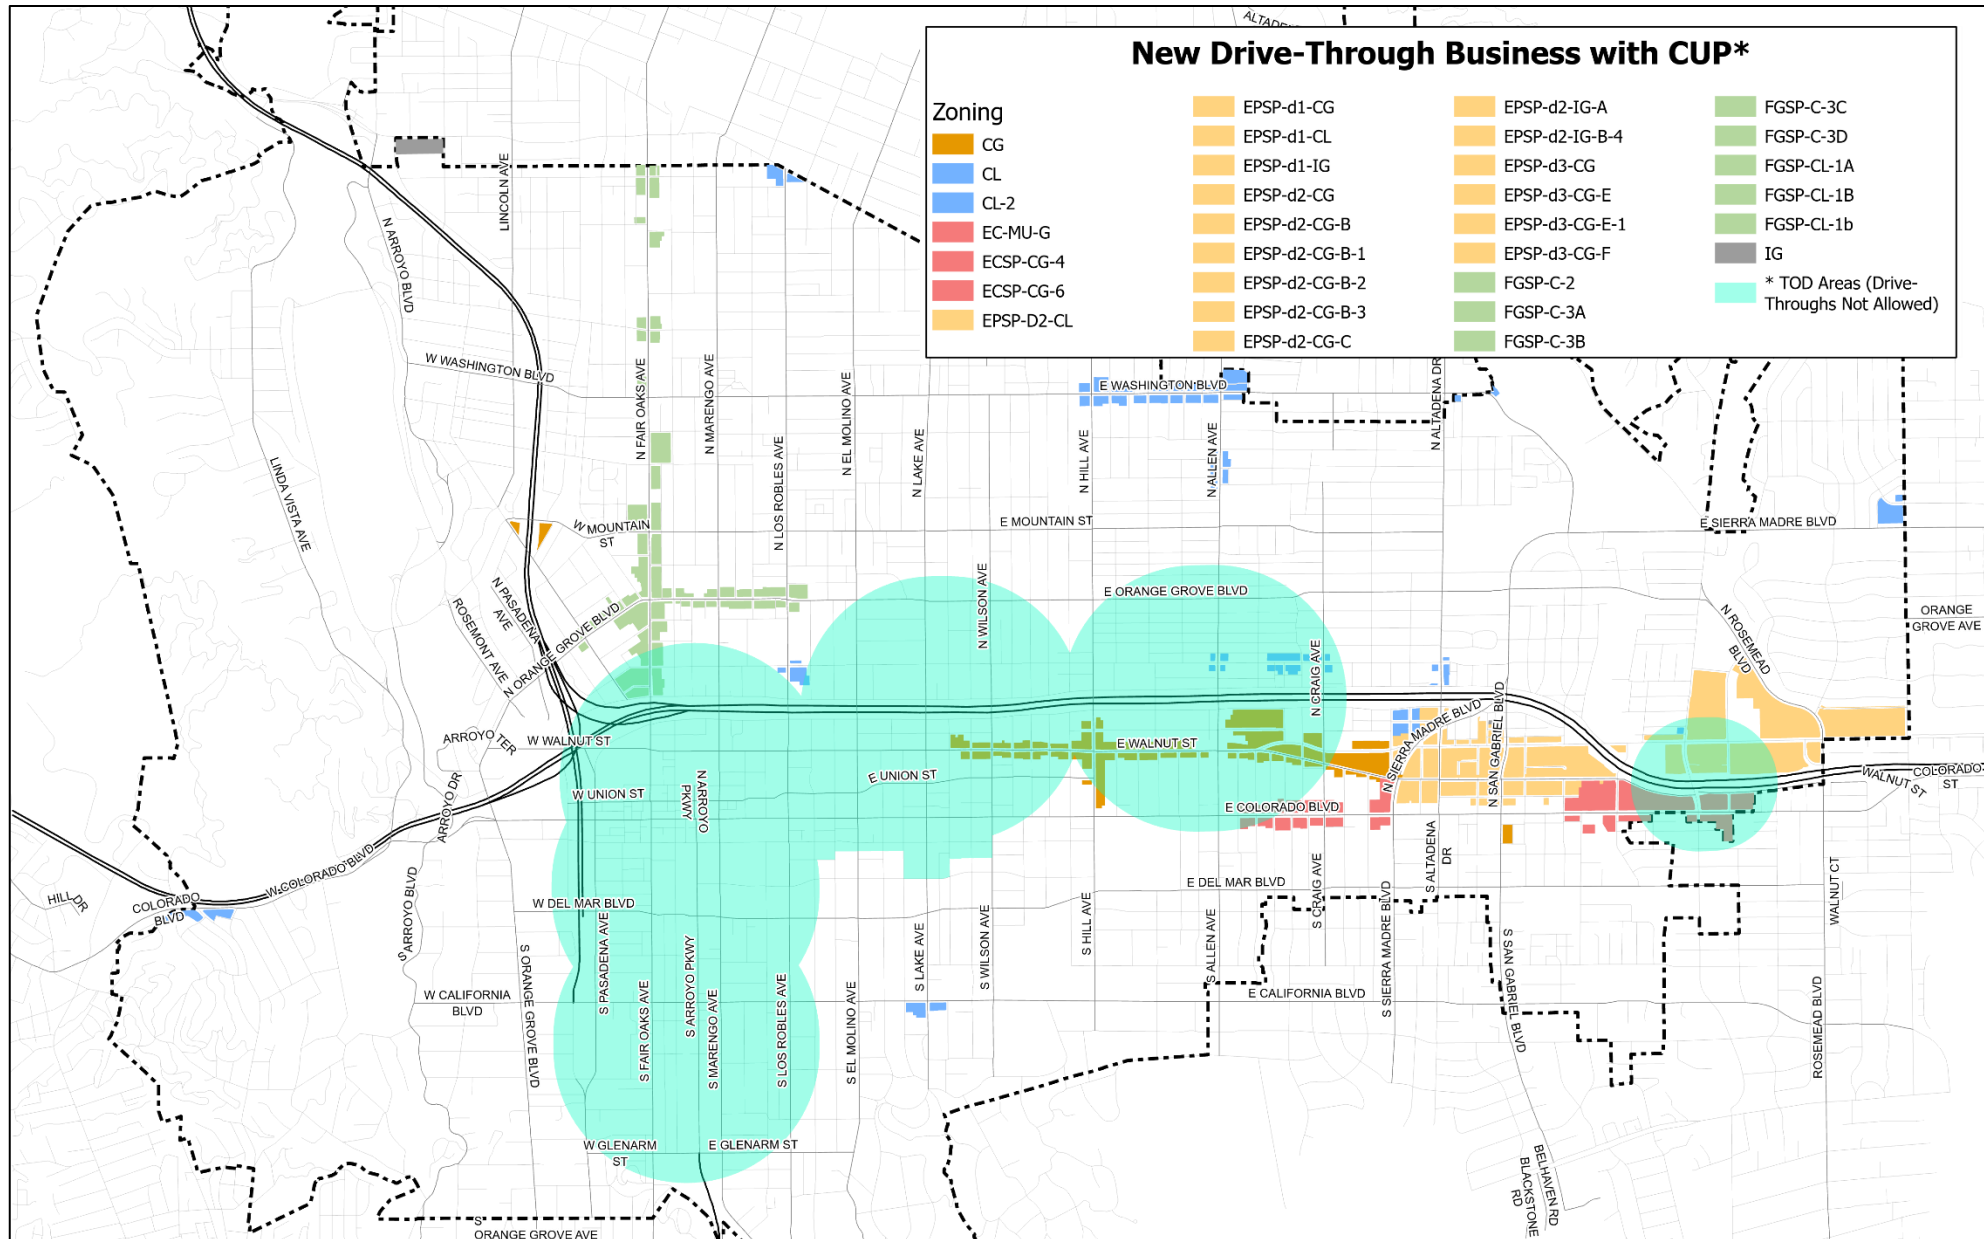 New Drive-Through Business with CUP*
Zoning
CG
CL
CL-2
EC-MU-G
ECSP-CG-4
ECSP-CG-6
EPSP-D2-CL
EPSP-d1-CG
EPSP-d1-CL
EPSP-d1-IG
EPSP-d2-CG
EPSP-d2-CG-B
EPSP-d2-CG-B-1
EPSP-d2-CG-B-2
EPSP-d2-CG-B-3
EPSP-d2-CG-C
EPSP-d2-IG-A
EPSP-d2-IG-B-4
EPSP-d3-CG
EPSP-d3-CG-E
EPSP-d3-CG-E-1
EPSP-d3-CG-F
FGSP-C-2
FGSP-C-3A
FGSP-C-3B
FGSP-C-3C
FGSP-C-3D
FGSP-CL-1A
FGSP-CL-1B
FGSP-CL-1b
IG
* TOD Areas (Drive-
Throughs Not Allowed)
LINCOLN AVE
N ARROYO BLVD
W WASHINGTON BLVD
N FAIR OAKS AVE
N MARENGO AVE
N LOS ROBLES AVE
N EL MOLINO AVE
N LAKE AVE
N HILL AVE
E WASHINGTON BLVD
N ALLEN AVE
N ALTADENA DR
LINDA VISTA AVE
W MOUNTAIN
ST
E MOUNTAIN ST
E SIERRA MADRE BLVD
N PASADENA
AVE
ROSEMONT AVE
N ORANGE GROVE BLVD
N WILSON AVE
E ORANGE GROVE BLVD
N CRAIG AVE
N ROSEMEAD
BLVD
ORANGE
GROVE AVE
ARROYO TER
W WALNUT ST
E WALNUT ST
N SIERRA MADRE BLVD
N SAN GABRIEL BLVD
WALNUT ST
COLORADO
ST
ARROYO DR
W UNION ST
N ARROYO
PKWY
E UNION ST
E COLORADO BLVD
HILL DR
COLORADO
BLVD
W COLORADO BLVD
S ARROYO BLVD
W DEL MAR BLVD
E DEL MAR BLVD
S ALTADENA
DR
S CRAIG AVE
S SIERRA MADRE BLVD
WALNUT CT
S ORANGE GROVE BLVD
S PASADENA AVE
S FAIR OAKS AVE
S ARROYO PKWY
S MARENGO AVE
S LOS ROBLES AVE
S EL MOLINO AVE
S LAKE AVE
S WILSON AVE
S HILL AVE
S ALLEN AVE
S SAN GABRIEL BLVD
W CALIFORNIA
BLVD
E CALIFORNIA BLVD
ROSEMEAD BLVD
W GLENARM
ST
E GLENARM ST
BELHAVEN RD
BLACKSTONE
RD
S
ORANGE GROVE AVE